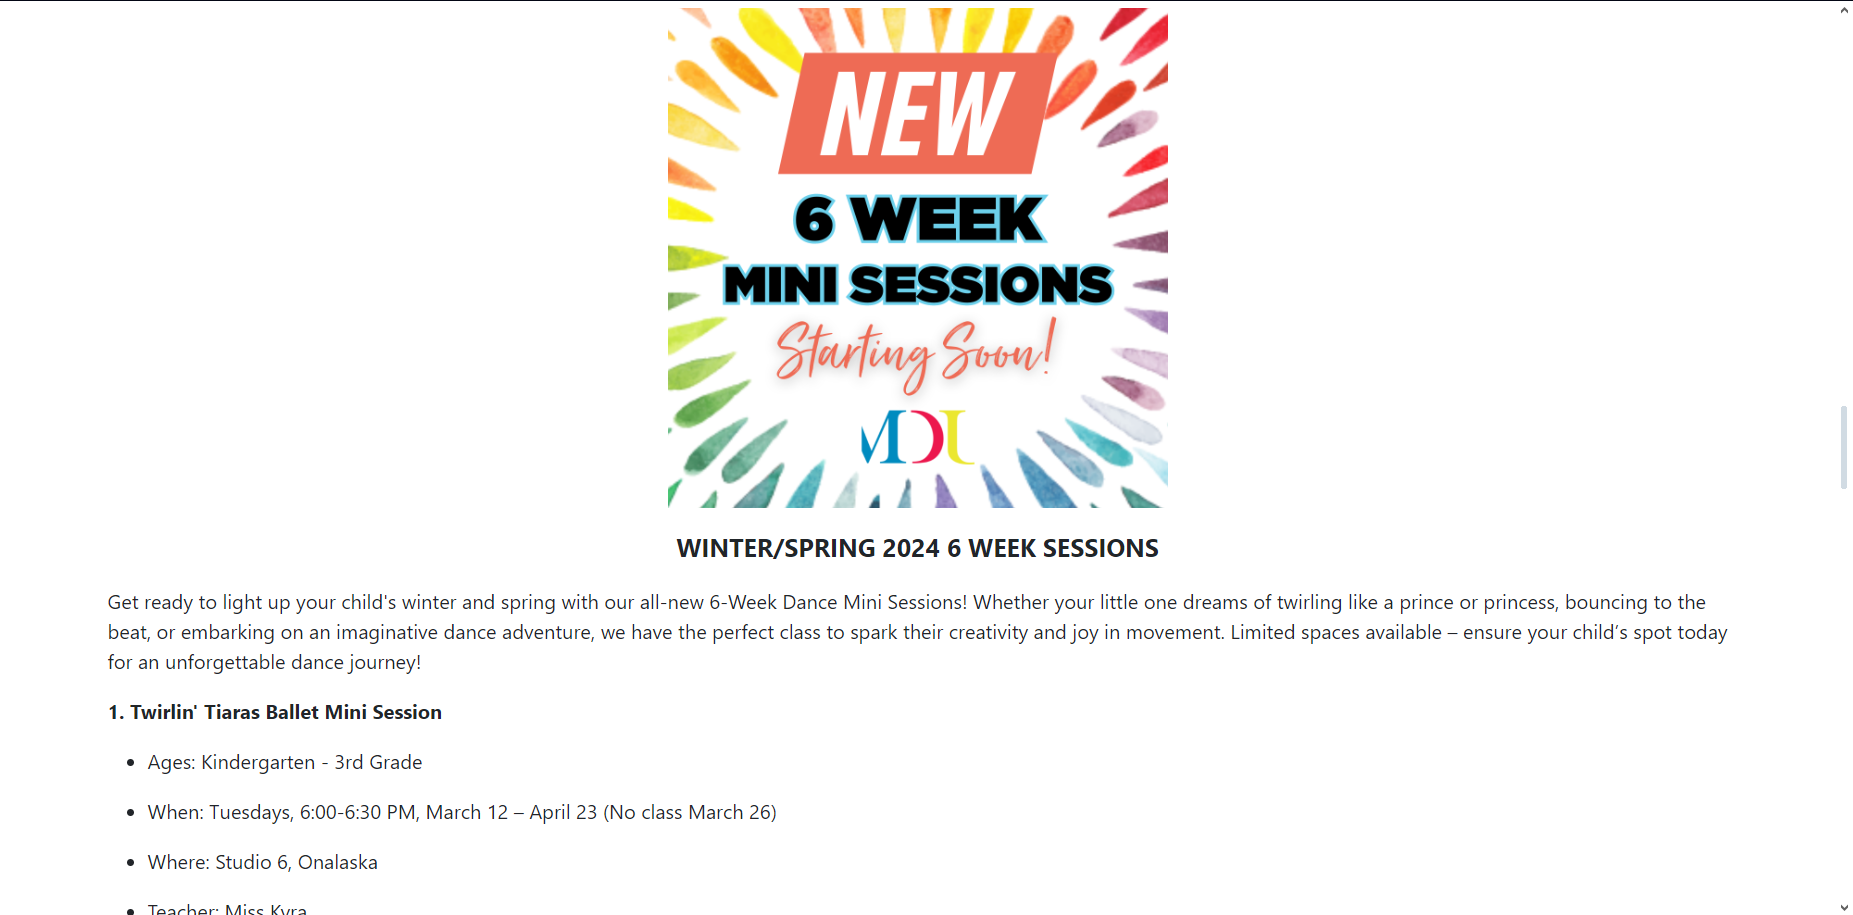 NEW
6 WEEK
MINI SESSIONS
Starting Soon!
MDU
WINTER/SPRING 2024 6 WEEK SESSIONS
Get ready to light up your child's winter and spring with our all-new 6-Week Dance Mini Sessions! Whether your little one dreams of twirling like a prince or princess, bouncing to the
beat, or embarking on an imaginative dance adventure, we have the perfect class to spark their creativity and joy in movement. Limited spaces available – ensure your child’s spot today
for an unforgettable dance journey!
1. Twirlin' Tiaras Ballet Mini Session
• Ages: Kindergarten - 3rd Grade
• When: Tuesdays, 6:00-6:30 PM, March 12 – April 23 (No class March 26)
• Where: Studio 6, Onalaska
• Teacher: Miss Kyra